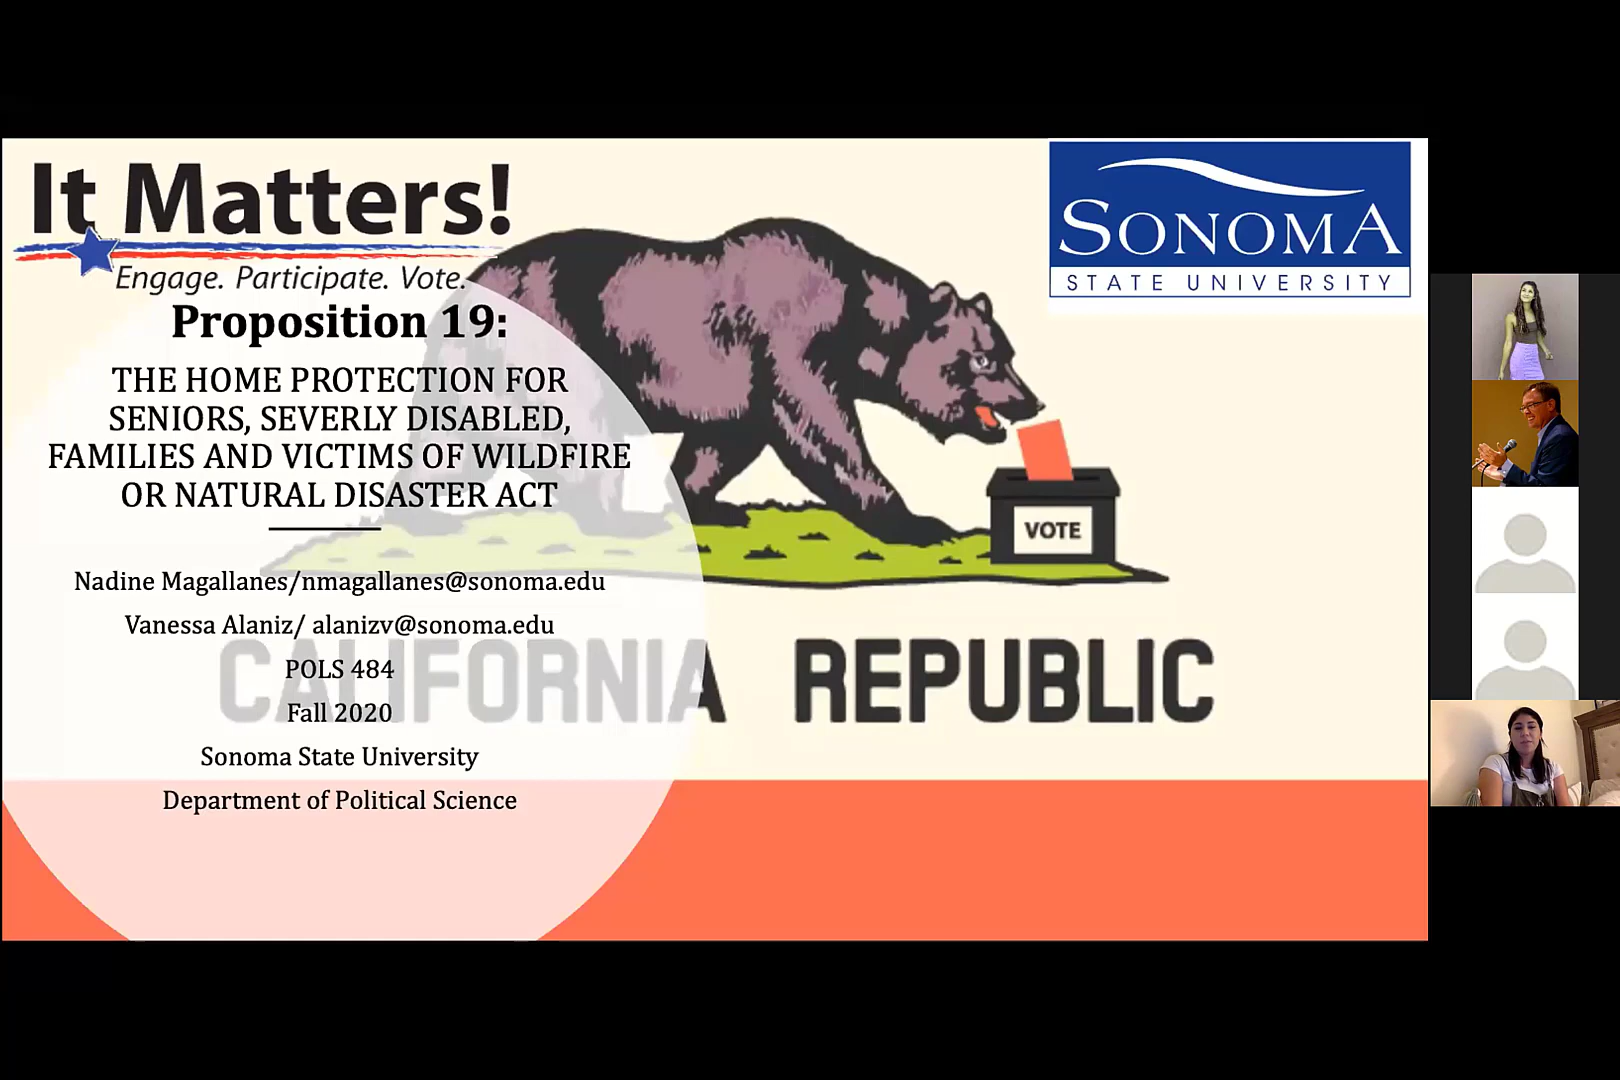 It Matters!
Engage. Participate. Vote.
Proposition 19:
THE HOME PROTECTION FOR
SENIORS, SEVERLY DISABLED,
FAMILIES AND VICTIMS OF WILDFIRE
OR NATURAL DISASTER ACT
Nadine Magallanes/nmagallanes@sonoma.edu
Vanessa Alaniz/ alanizv@sonoma.edu
POLS 484
Fall 2020
Sonoma State University
Department of Political Science
SONOMA
STATE UNIVERSITY
VOTE
CALIFORNIA REPUBLIC